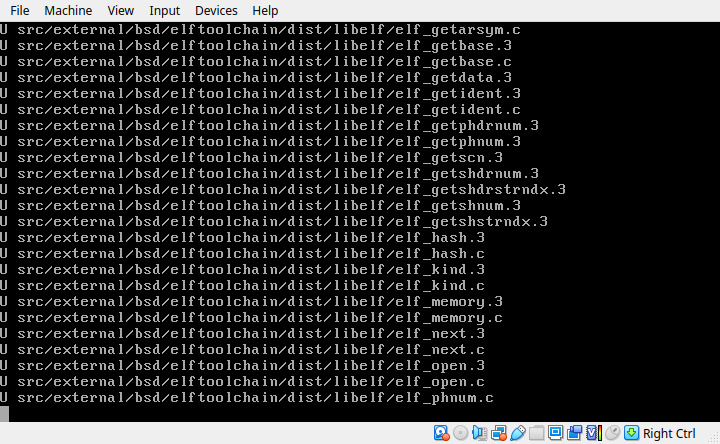 File Machine View Input Devices Help
U src/external/bsd/elftoolchain/dist/libelf/elf_getarsym.c
U src/external/bsd/elftoolchain/dist/libelf/elf_getbase.3
U src/external/bsd/elftoolchain/dist/libelf/elf_getbase.c
U src/external/bsd/elftoolchain/dist/libelf/elf_getdata.3
U src/external/bsd/elftoolchain/dist/libelf/elf_getident.3
U src/external/bsd/elftoolchain/dist/libelf/elf_getident.c
U src/external/bsd/elftoolchain/dist/libelf/elf_getphdrnum.3
U src/external/bsd/elftoolchain/dist/libelf/elf_getphnum.3
U src/external/bsd/elftoolchain/dist/libelf/elf_getscn.3
U src/external/bsd/elftoolchain/dist/libelf/elf_getshdrnum.3
U src/external/bsd/elftoolchain/dist/libelf/elf_getshdrstrndx.3
U src/external/bsd/elftoolchain/dist/libelf/elf_getshnum.3
U src/external/bsd/elftoolchain/dist/libelf/elf_getshstrndx.3
U src/external/bsd/elftoolchain/dist/libelf/elf_hash.3
U src/external/bsd/elftoolchain/dist/libelf/elf_hash.c
U src/external/bsd/elftoolchain/dist/libelf/elf_kind.3
U src/external/bsd/elftoolchain/dist/libelf/elf_kind.c
U src/external/bsd/elftoolchain/dist/libelf/elf_memory.3
U src/external/bsd/elftoolchain/dist/libelf/elf_memory.c
U src/external/bsd/elftoolchain/dist/libelf/elf_next.3
U src/external/bsd/elftoolchain/dist/libelf/elf_next.c
U src/external/bsd/elftoolchain/dist/libelf/elf_open.3
U src/external/bsd/elftoolchain/dist/libelf/elf_open.c
U src/external/bsd/elftoolchain/dist/libelf/elf_phnum.c
Right Ctrl